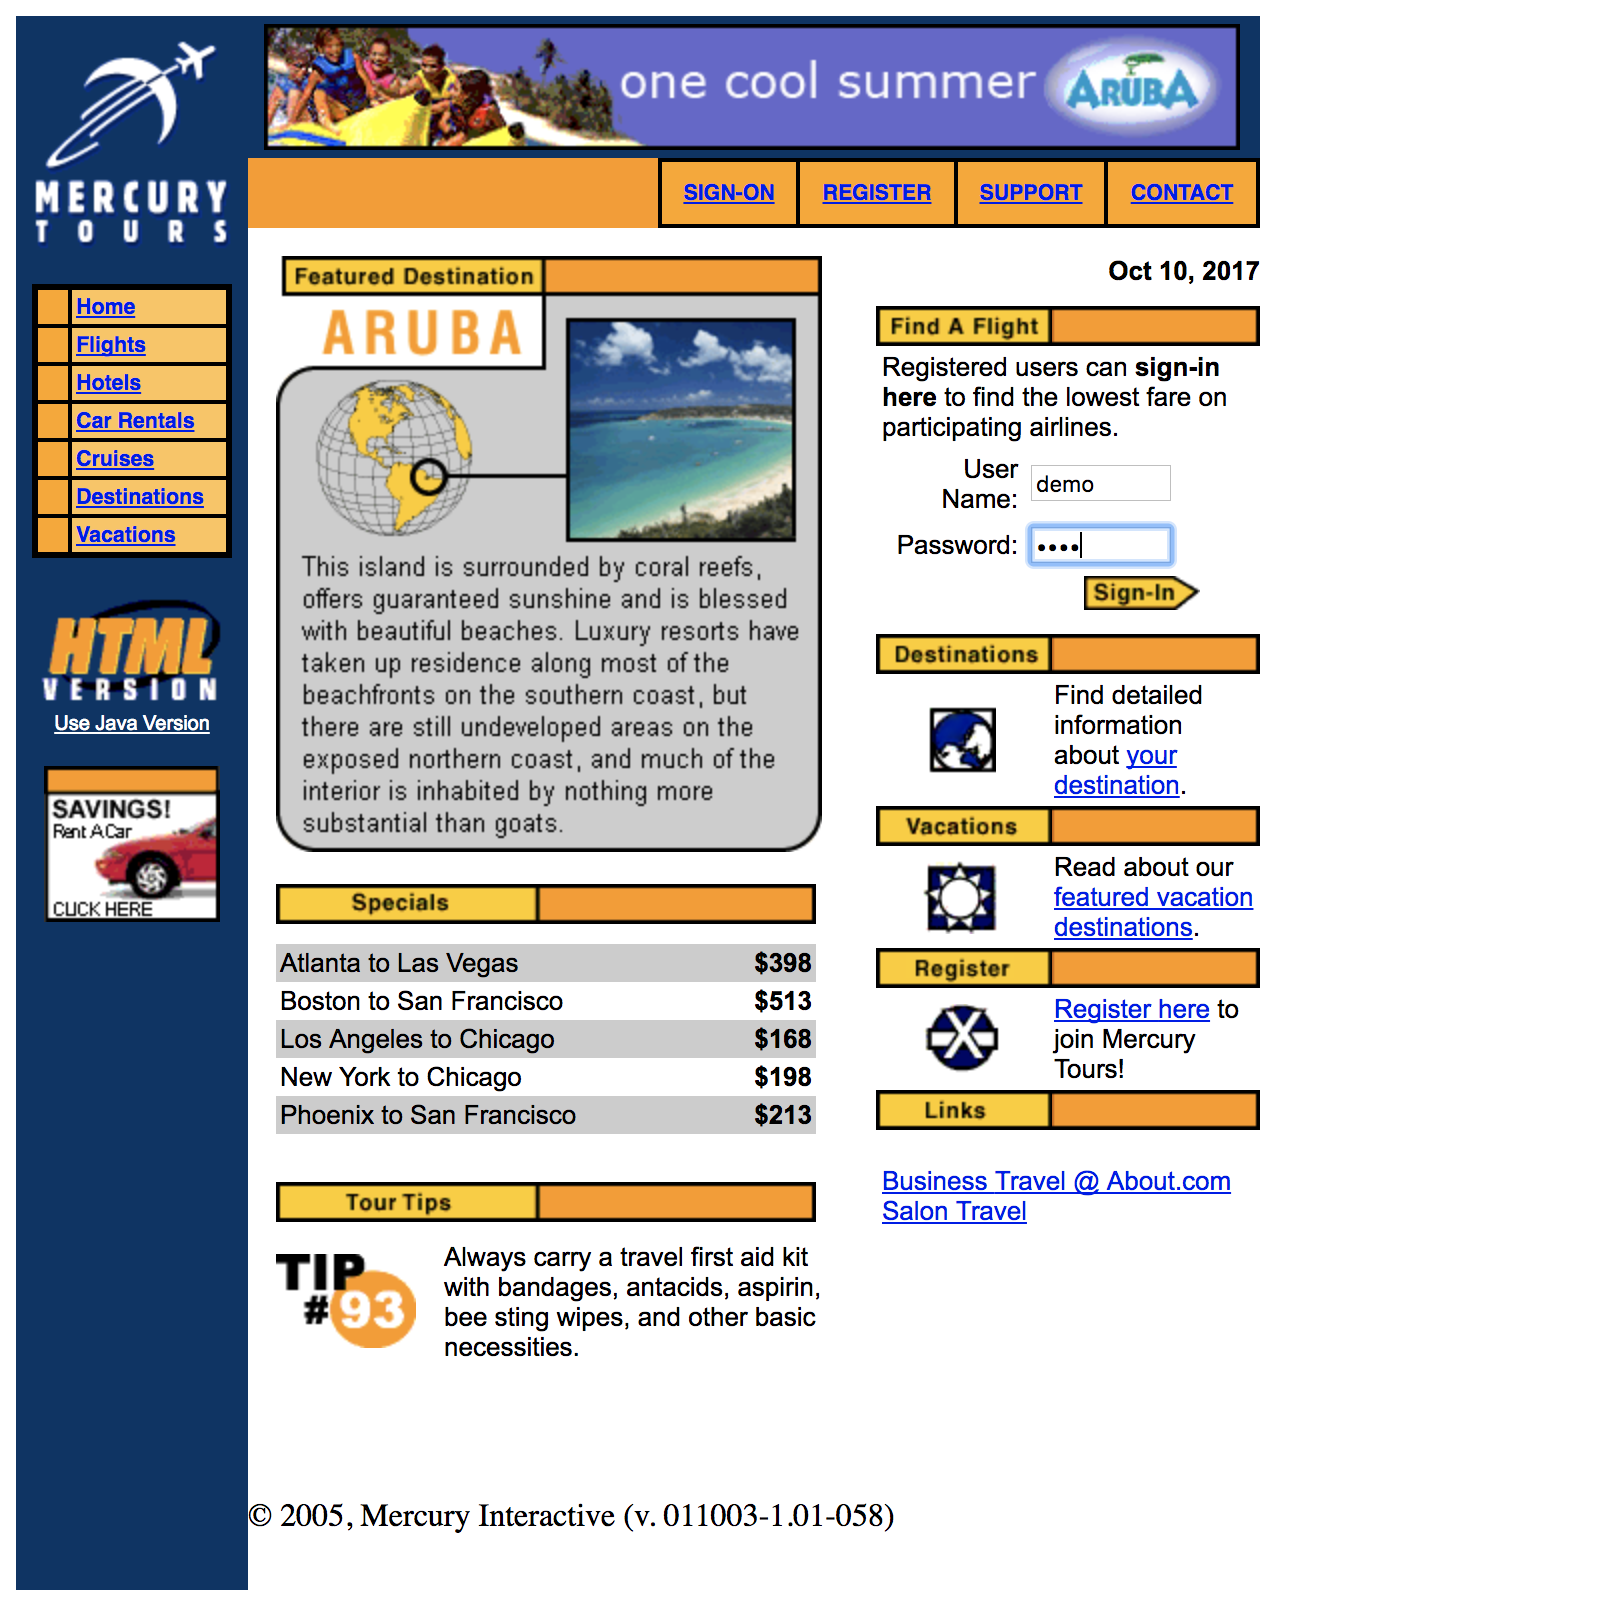 one cool summer ARUBA
MERCURY
TOURS
SIGN-ON REGISTER SUPPORT CONTACT
Home
Flights
Hotels
Car Rentals
Cruises
Destinations
Vacations
HTML
VERSION
Use Java Version
SAVINGS!
Rent A Car
CLICK HERE
Featured Destination
ARUBA
This island is surrounded by coral reefs,
offers guaranteed sunshine and is blessed
with beautiful beaches. Luxury resorts have
taken up residence along most of the
beachfronts on the southern coast, but
there are still undeveloped areas on the
exposed northern coast, and much of the
interior is inhabited by nothing more
substantial than goats.
Specials
Atlanta to Las Vegas $398
Boston to San Francisco $513
Los Angeles to Chicago $168
New York to Chicago $198
Phoenix to San Francisco $213
Tour Tips
TIP
#93
Always carry a travel first aid kit
with bandages, antacids, aspirin,
bee sting wipes, and other basic
necessities.
Oct 10, 2017
Find A Flight
Registered users can sign-in
here to find the lowest fare on
participating airlines.
User
Name: demo
Password: ••••
Sign-In
Destinations
Find detailed
information
about your
destination.
Vacations
Read about our
featured vacation
destinations.
Register
Register here to
join Mercury
Tours!
Links
Business Travel @ About.com
Salon Travel
© 2005, Mercury Interactive (v. 011003-1.01-058)